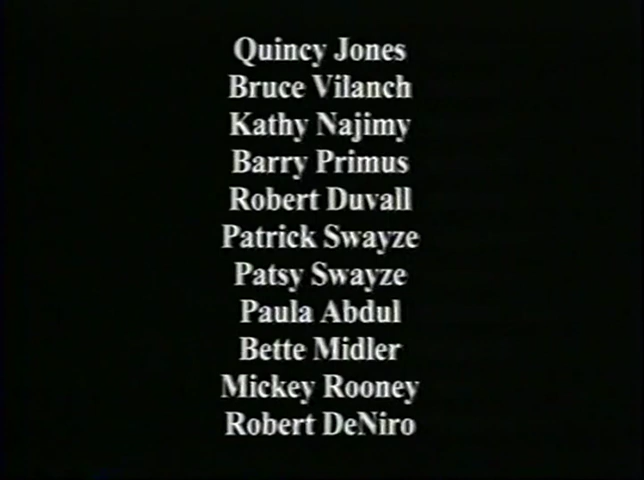 Quincy Jones
Bruce Vilanch
Kathy Najimy
Barry Primus
Robert Duvall
Patrick Swayze
Patsy Swayze
Paula Abdul
Bette Midler
Mickey Rooney
Robert DeNiro